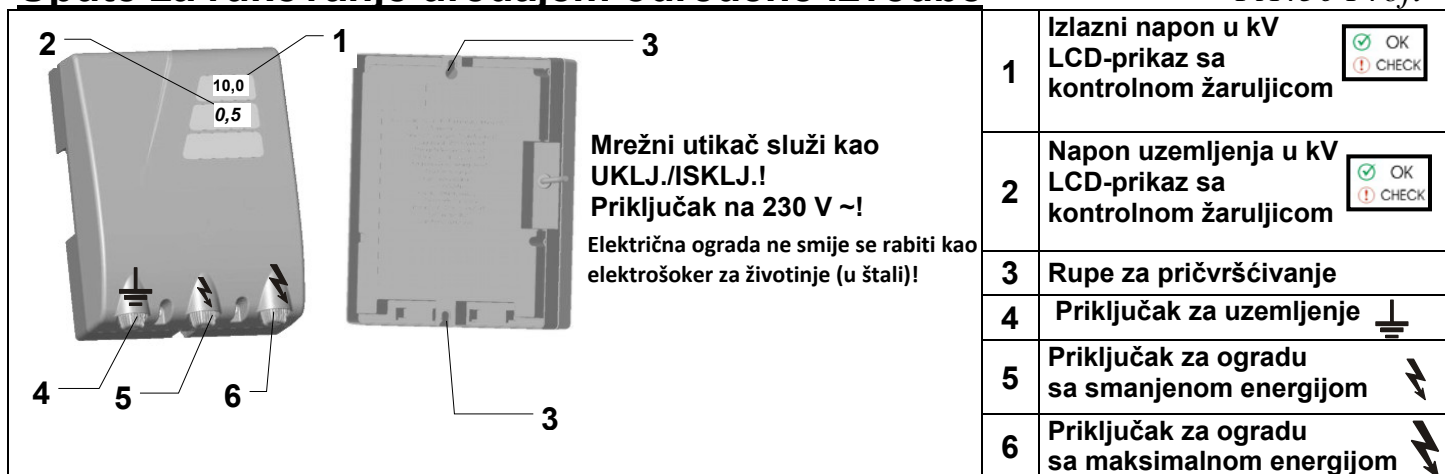 2
1
10,0
0,5
4
5
6
3
3
Mrežni utikač služi kao
UKLJ./ISKLJ.!
Priključak na 230 V ~!
Električna ograda ne smije se rabiti kao
elektrošoker za životinje (u štali)!
1
Izlazni napon u kV
LCD-prikaz sa
kontrolnom žaruljicom
OK
CHECK
2
Napon uzemljenja u kV
LCD-prikaz sa
kontrolnom žaruljicom
OK
CHECK
3
Rupe za pričvršćivanje
4
Priključak za uzemljenje
5
Priključak za ogradu
sa smanjenom energijom
6
Priključak za ogradu
sa maksimalnom energijom